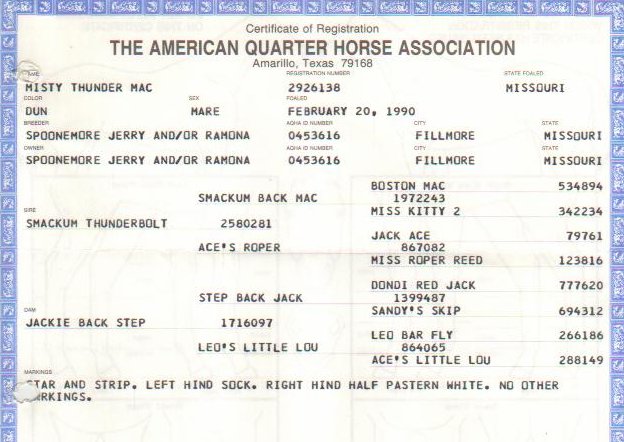 Certificate of Registration
THE AMERICAN QUARTER HORSE ASSOCIATION
Amarillo, Texas 79168
NAME REGISTRATION NUMBER STATE FOALED
MISTY THUNDER MAC 2926138 MISSOURI
COLOR SEX FOALED
DUN MARE FEBRUARY 20, 1990
BREEDER AQHA ID NUMBER CITY STATE
SPOONEMORE JERRY AND/OR RAMONA 0453616 FILLMORE MISSOURI
OWNER AQHA ID NUMBER CITY STATE
SPOONEMORE JERRY AND/OR RAMONA 0453616 FILLMORE MISSOURI
BOSTON MAC 534894
SMACKUM BACK MAC 1972243
MISS KITTY 2 342234
SIRE
SMACKUM THUNDERBOLT 2580281
JACK ACE 79761
ACE'S ROPER 867082
MISS ROPER REED 123816
DONDI RED JACK 777620
STEP BACK JACK 1399487
SANDY'S SKIP 694312
DAM
JACKIE BACK STEP 1716097
LEO BAR FLY 266186
LEO'S LITTLE LOU 864065
ACE'S LITTLE LOU 288149
MARKINGS
STAR AND STRIP. LEFT HIND SOCK. RIGHT HIND HALF PASTERN WHITE. NO OTHER
MARKINGS.